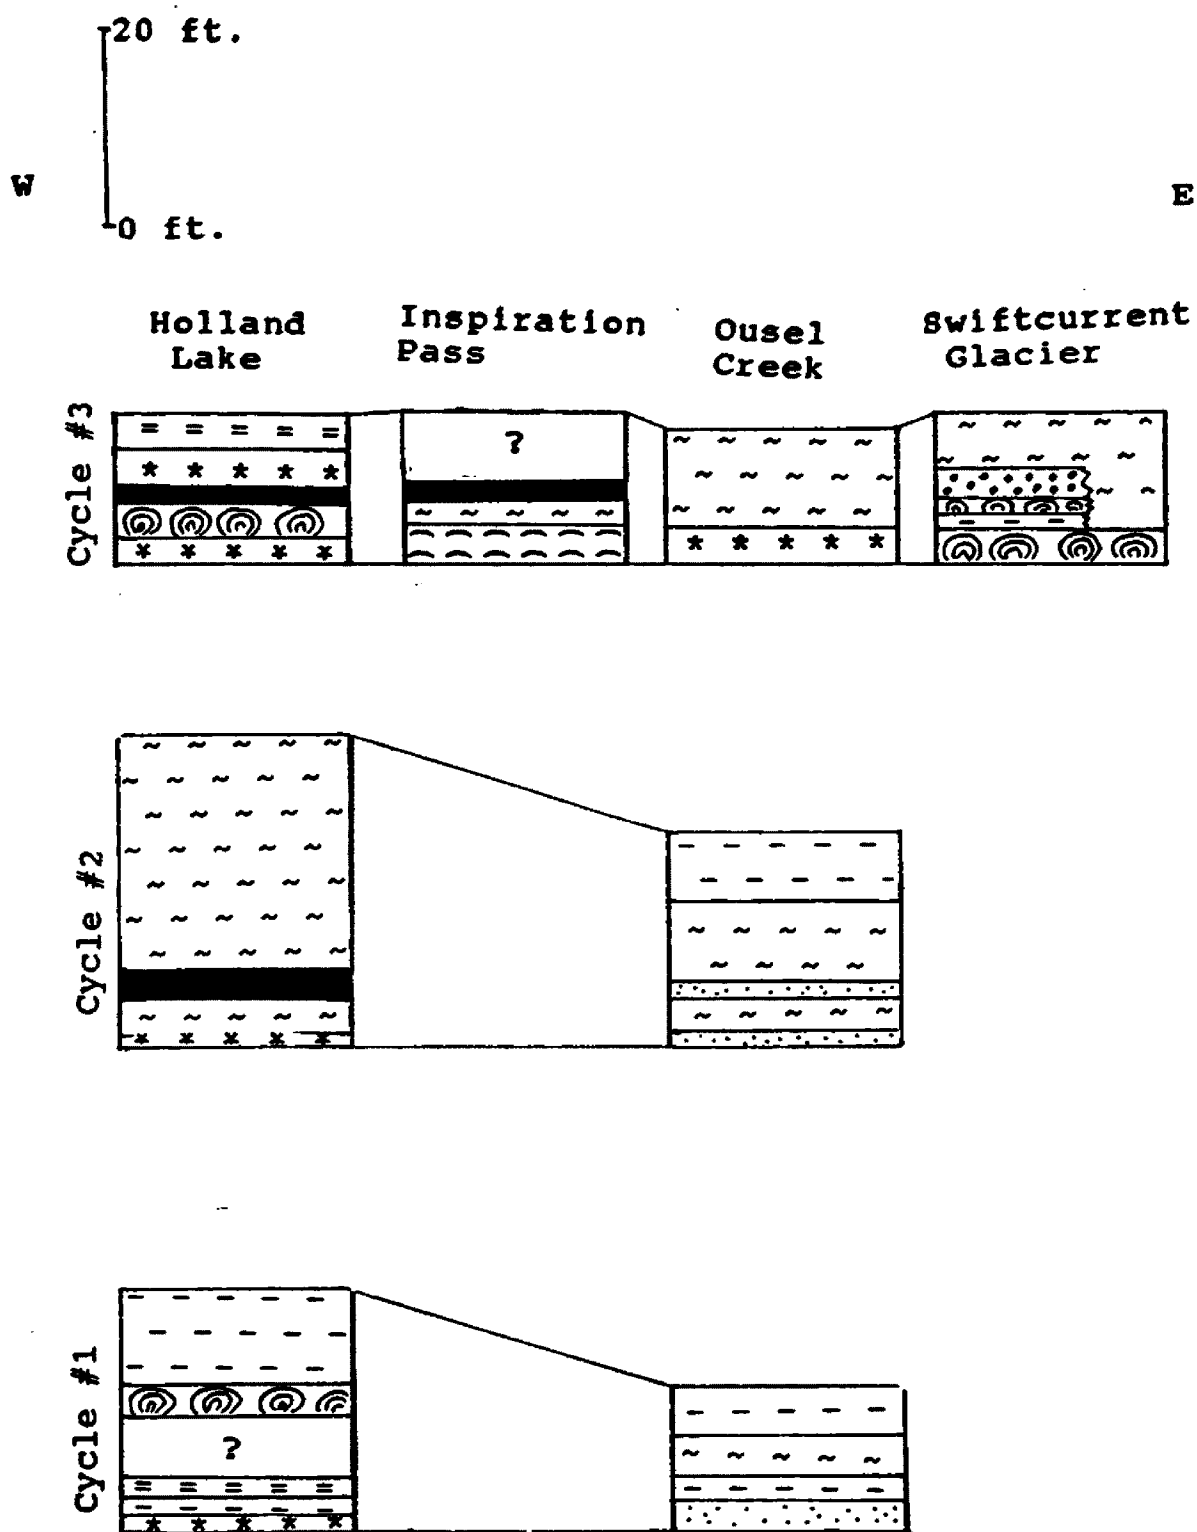 20 ft.
W
E
0 ft.
Holland
Lake
Inspiration
Pass
Ousel
Creek
Swiftcurrent
Glacier
Cycle #3
?
Cycle #2
Cycle #1
?